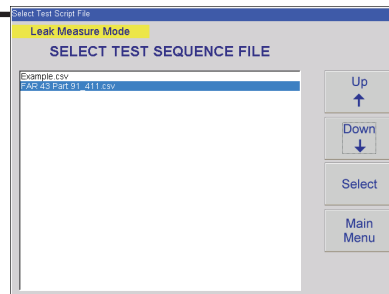 Select Test Script File
Leak Measure Mode
SELECT TEST SEQUENCE FILE
Example.csv
FAR 43 Part 91_411.csv
Up
Down
Select
Main
Menu